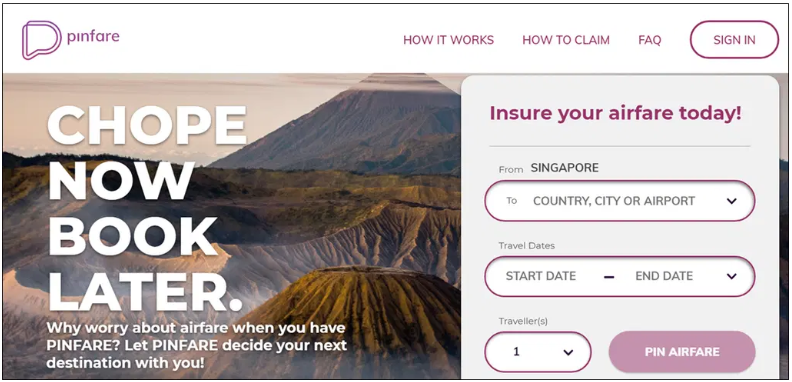 pinfare
HOW IT WORKS
HOW TO CLAIM
FAQ
SIGN IN
CHOPE
NOW
BOOK
LATER.
Why worry about airfare when you have
PINFARE? Let PINFARE decide your next
destination with you!
Insure your airfare today!
From SINGAPORE
To COUNTRY, CITY OR AIRPORT
Travel Dates
START DATE – END DATE
Traveller(s)
1
PIN AIRFARE